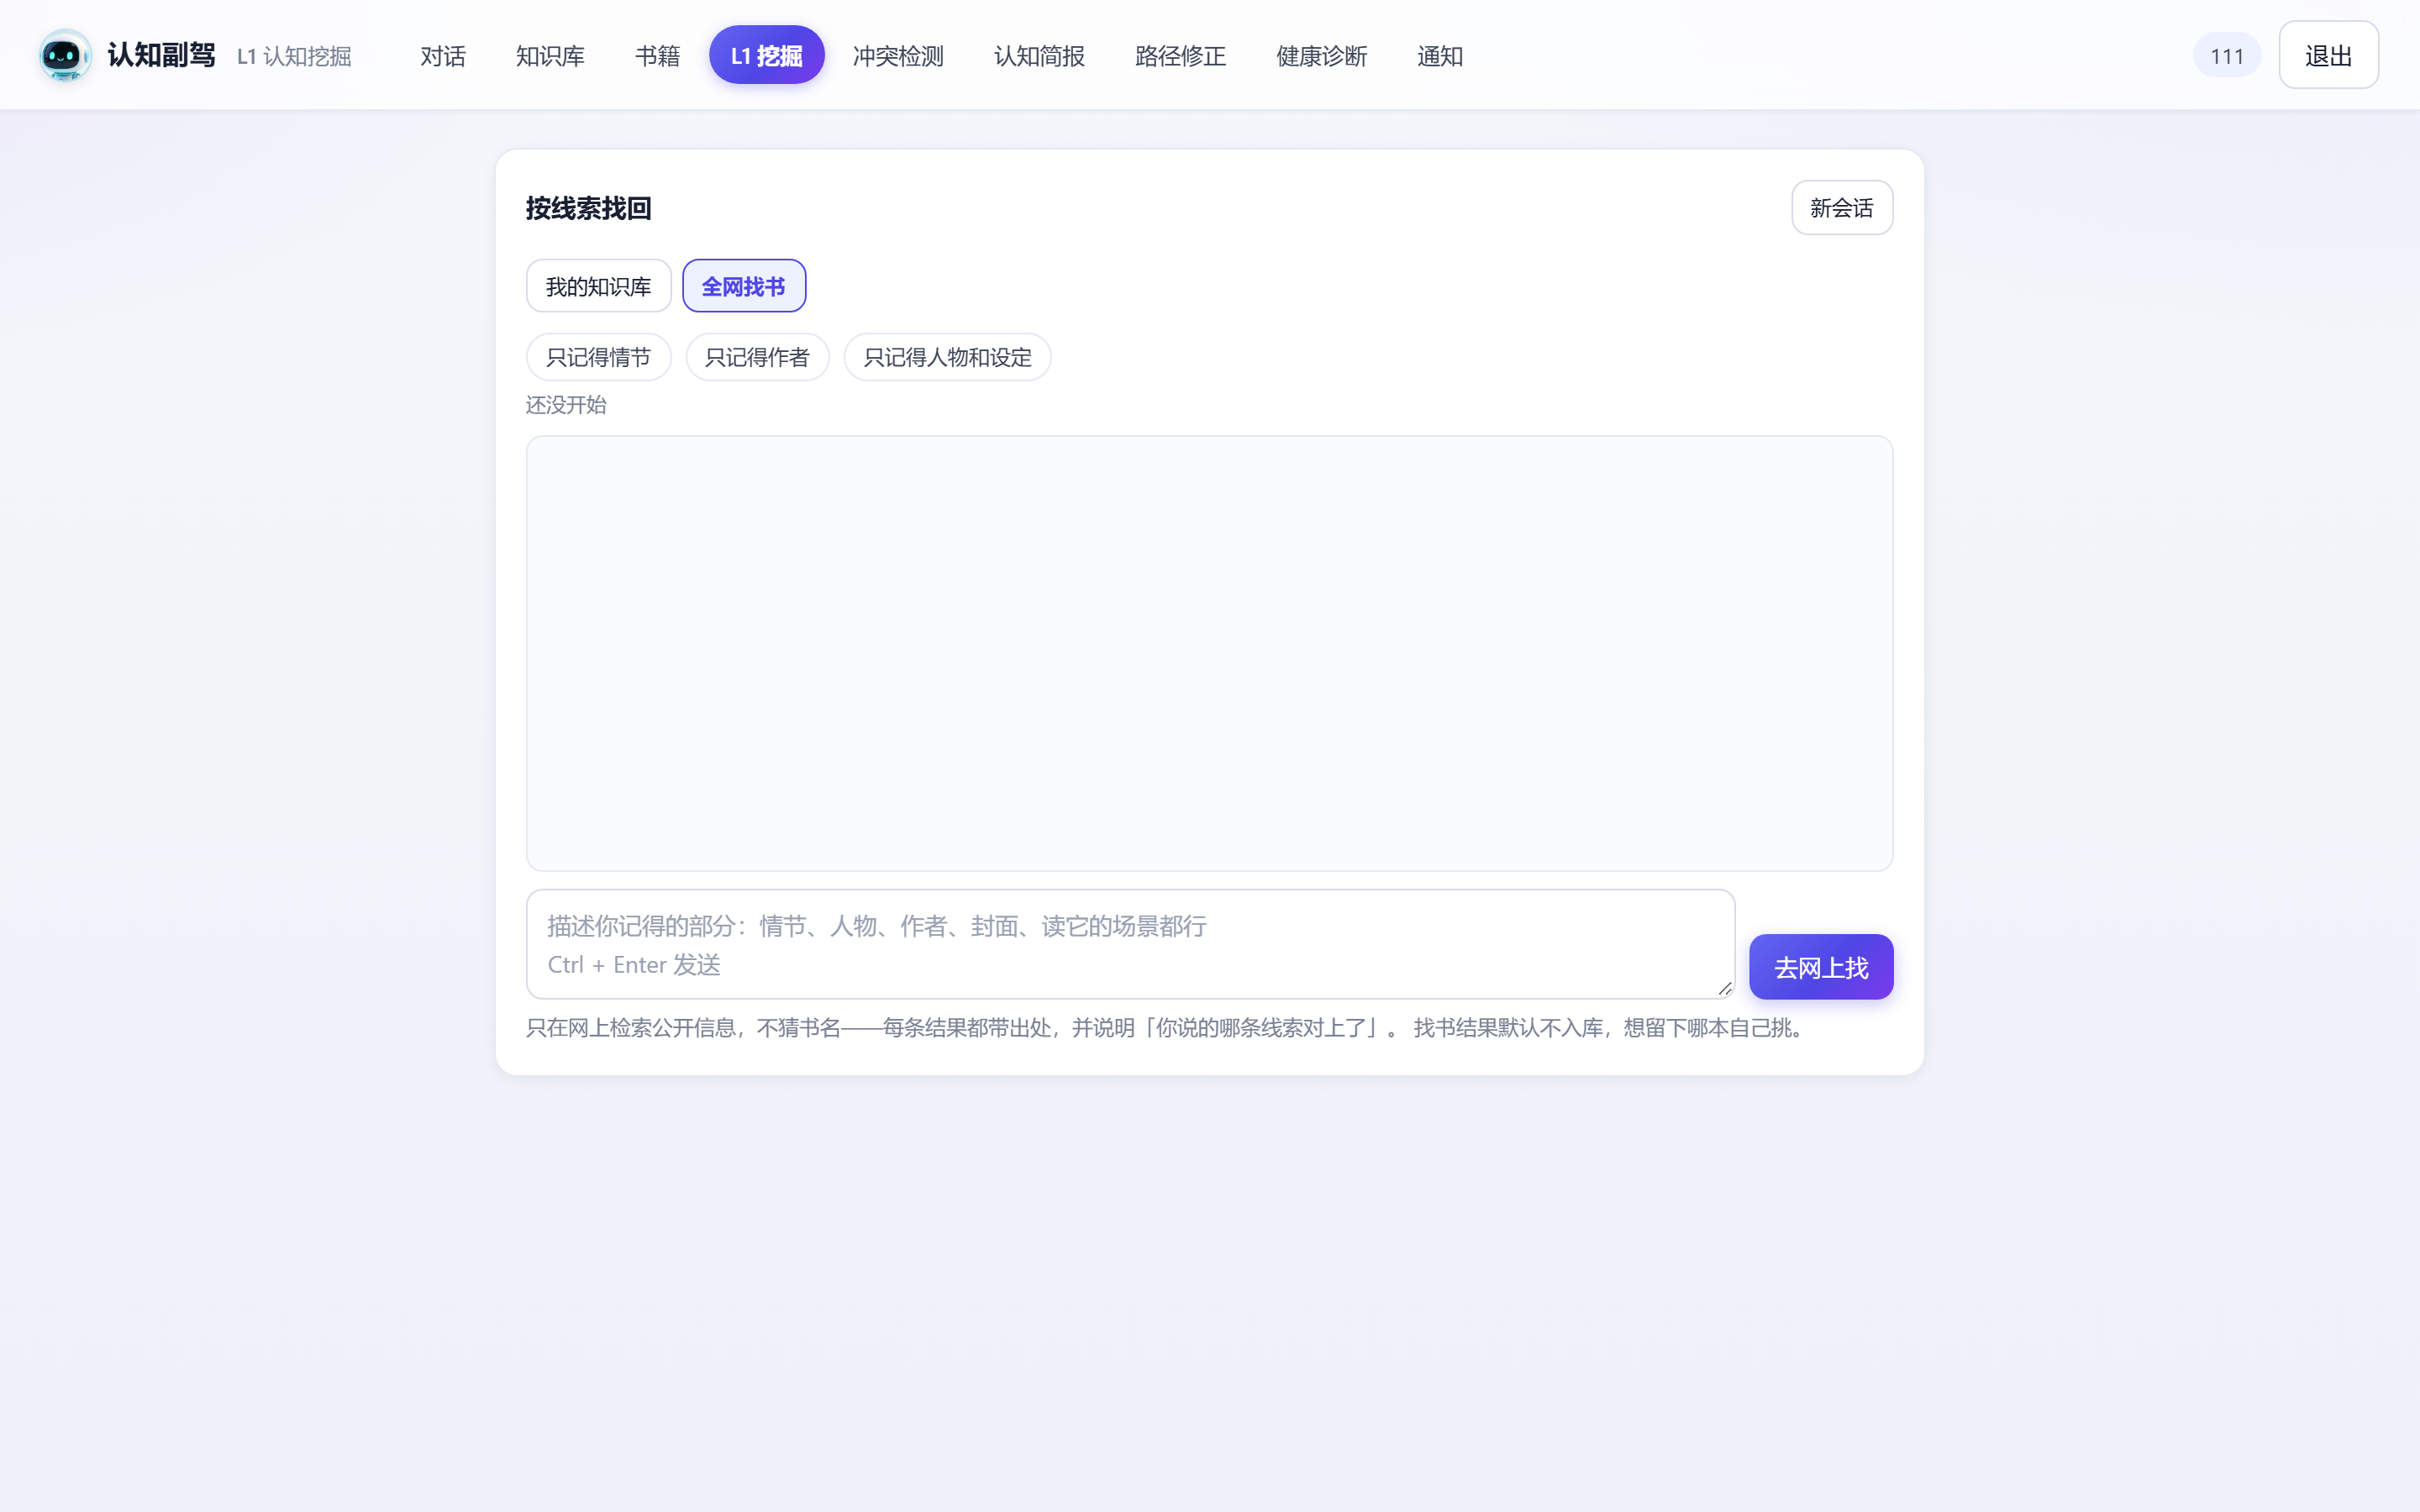 认知副驾 L1 认知挖掘 对话 知识库 书籍 L1 挖掘 冲突检测 认知简报 路径修正 健康诊断 通知 111 退出
按线索找回 新会话
我的知识库 全网找书
只记得情节 只记得作者 只记得人物和设定
还没开始
描述你记得的部分：情节、人物、作者、封面、读它的场景都行
Ctrl + Enter 发送
去网上找
只在网上检索公开信息，不猜书名——每条结果都带出处，并说明「你说的哪条线索对上了」。 找书结果默认不入库，想留下哪本自己挑。